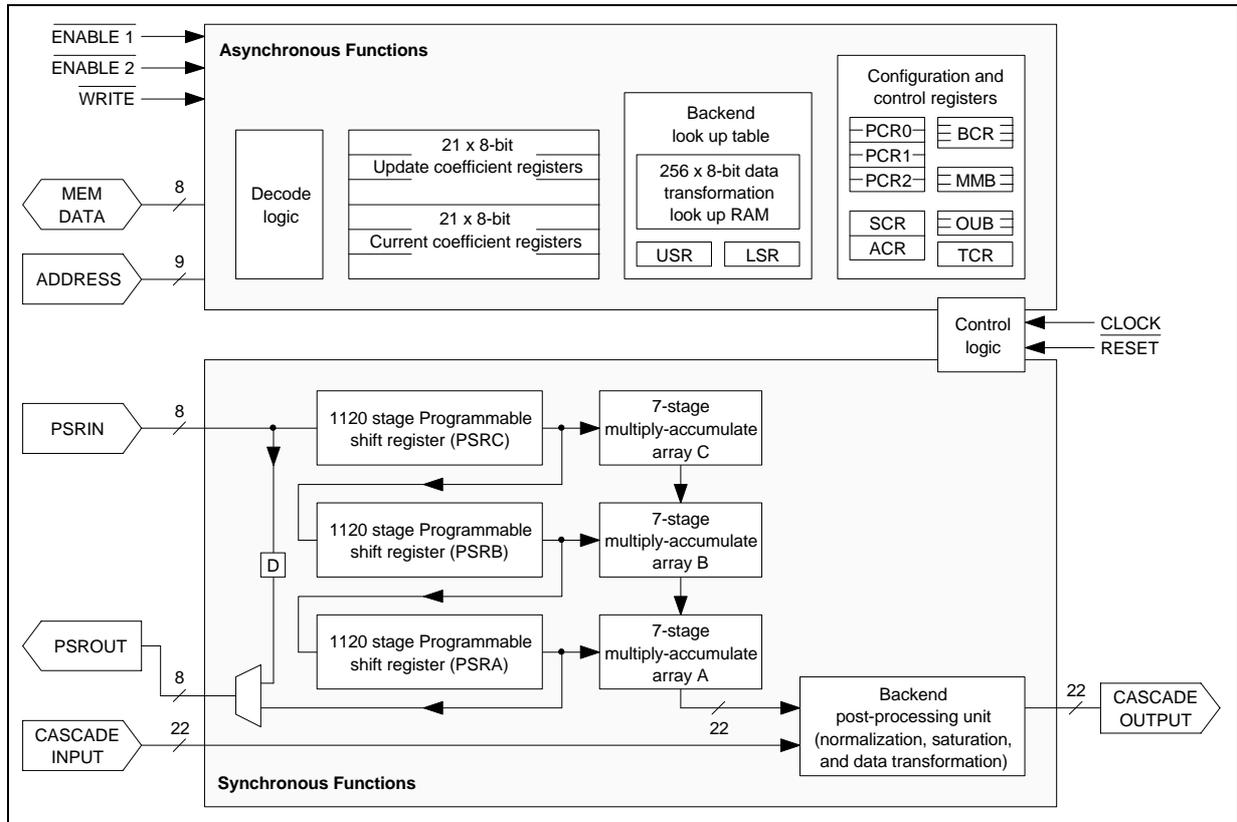 ENABLE 1
ENABLE 2
WRITE
Asynchronous Functions
MEM
DATA
8
ADDRESS
9
Decode
logic
21 x 8-bit
Update coefficient registers
21 x 8-bit
Current coefficient registers
Backend
look up table
256 x 8-bit data
transformation
look up RAM
USR
LSR
Configuration and
control registers
PCR0
PCR1
PCR2
BCR
MMB
SCR
ACR
OUB
TCR
Control
logic
CLOCK
RESET
PSRIN
8
1120 stage Programmable
shift register (PSRC)
7-stage
multiply-accumulate
array C
1120 stage Programmable
shift register (PSRB)
7-stage
multiply-accumulate
array B
D
1120 stage Programmable
shift register (PSRA)
7-stage
multiply-accumulate
array A
PSROUT
8
22
CASCADE
INPUT
22
Backend
post-processing unit
(normalization, saturation,
and data transformation)
22
CASCADE
OUTPUT
Synchronous Functions